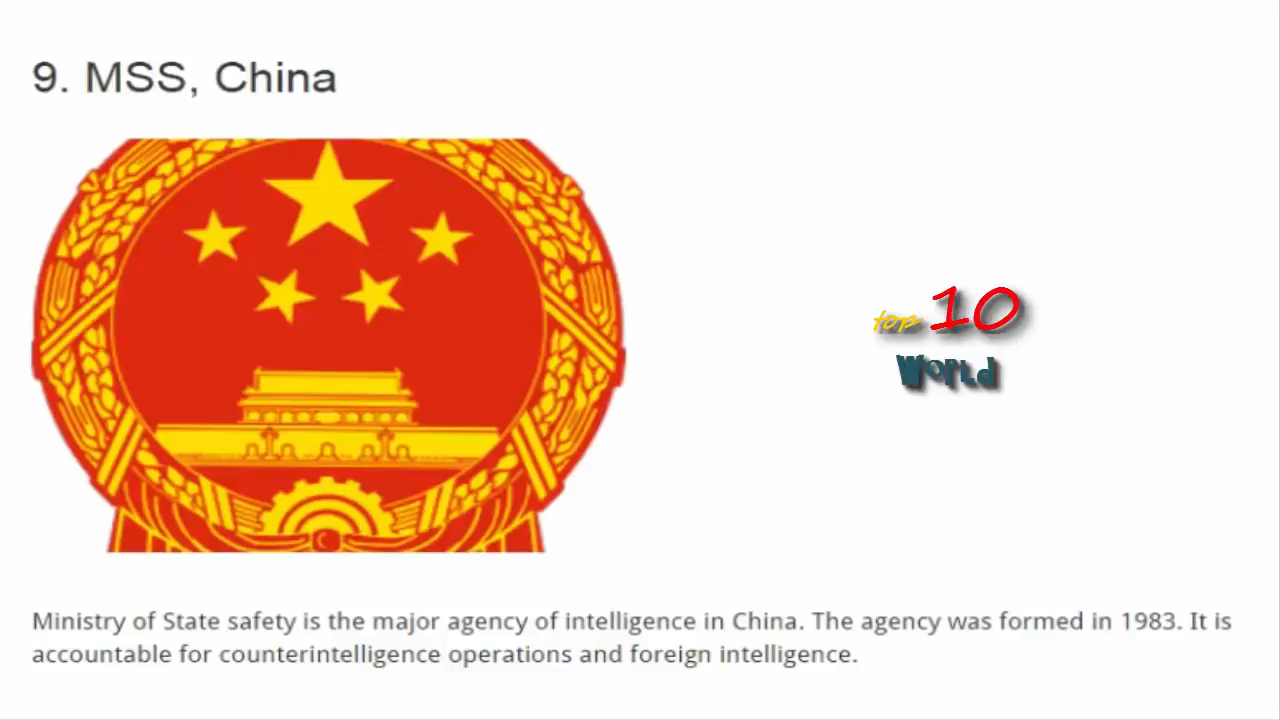 9. MSS, China
top 10
World
Ministry of State safety is the major agency of intelligence in China. The agency was formed in 1983. It is
accountable for counterintelligence operations and foreign intelligence.